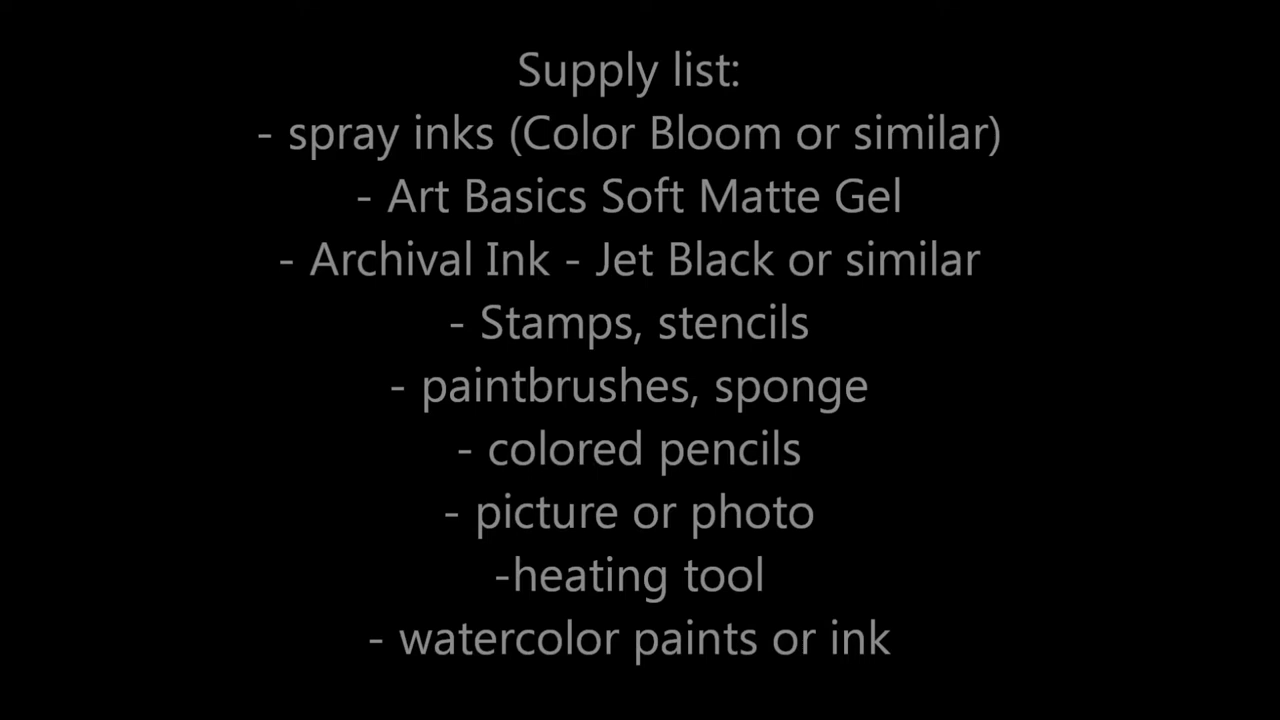 Supply list:
- spray inks (Color Bloom or similar)
- Art Basics Soft Matte Gel
- Archival Ink - Jet Black or similar
- Stamps, stencils
- paintbrushes, sponge
- colored pencils
- picture or photo
-heating tool
- watercolor paints or ink